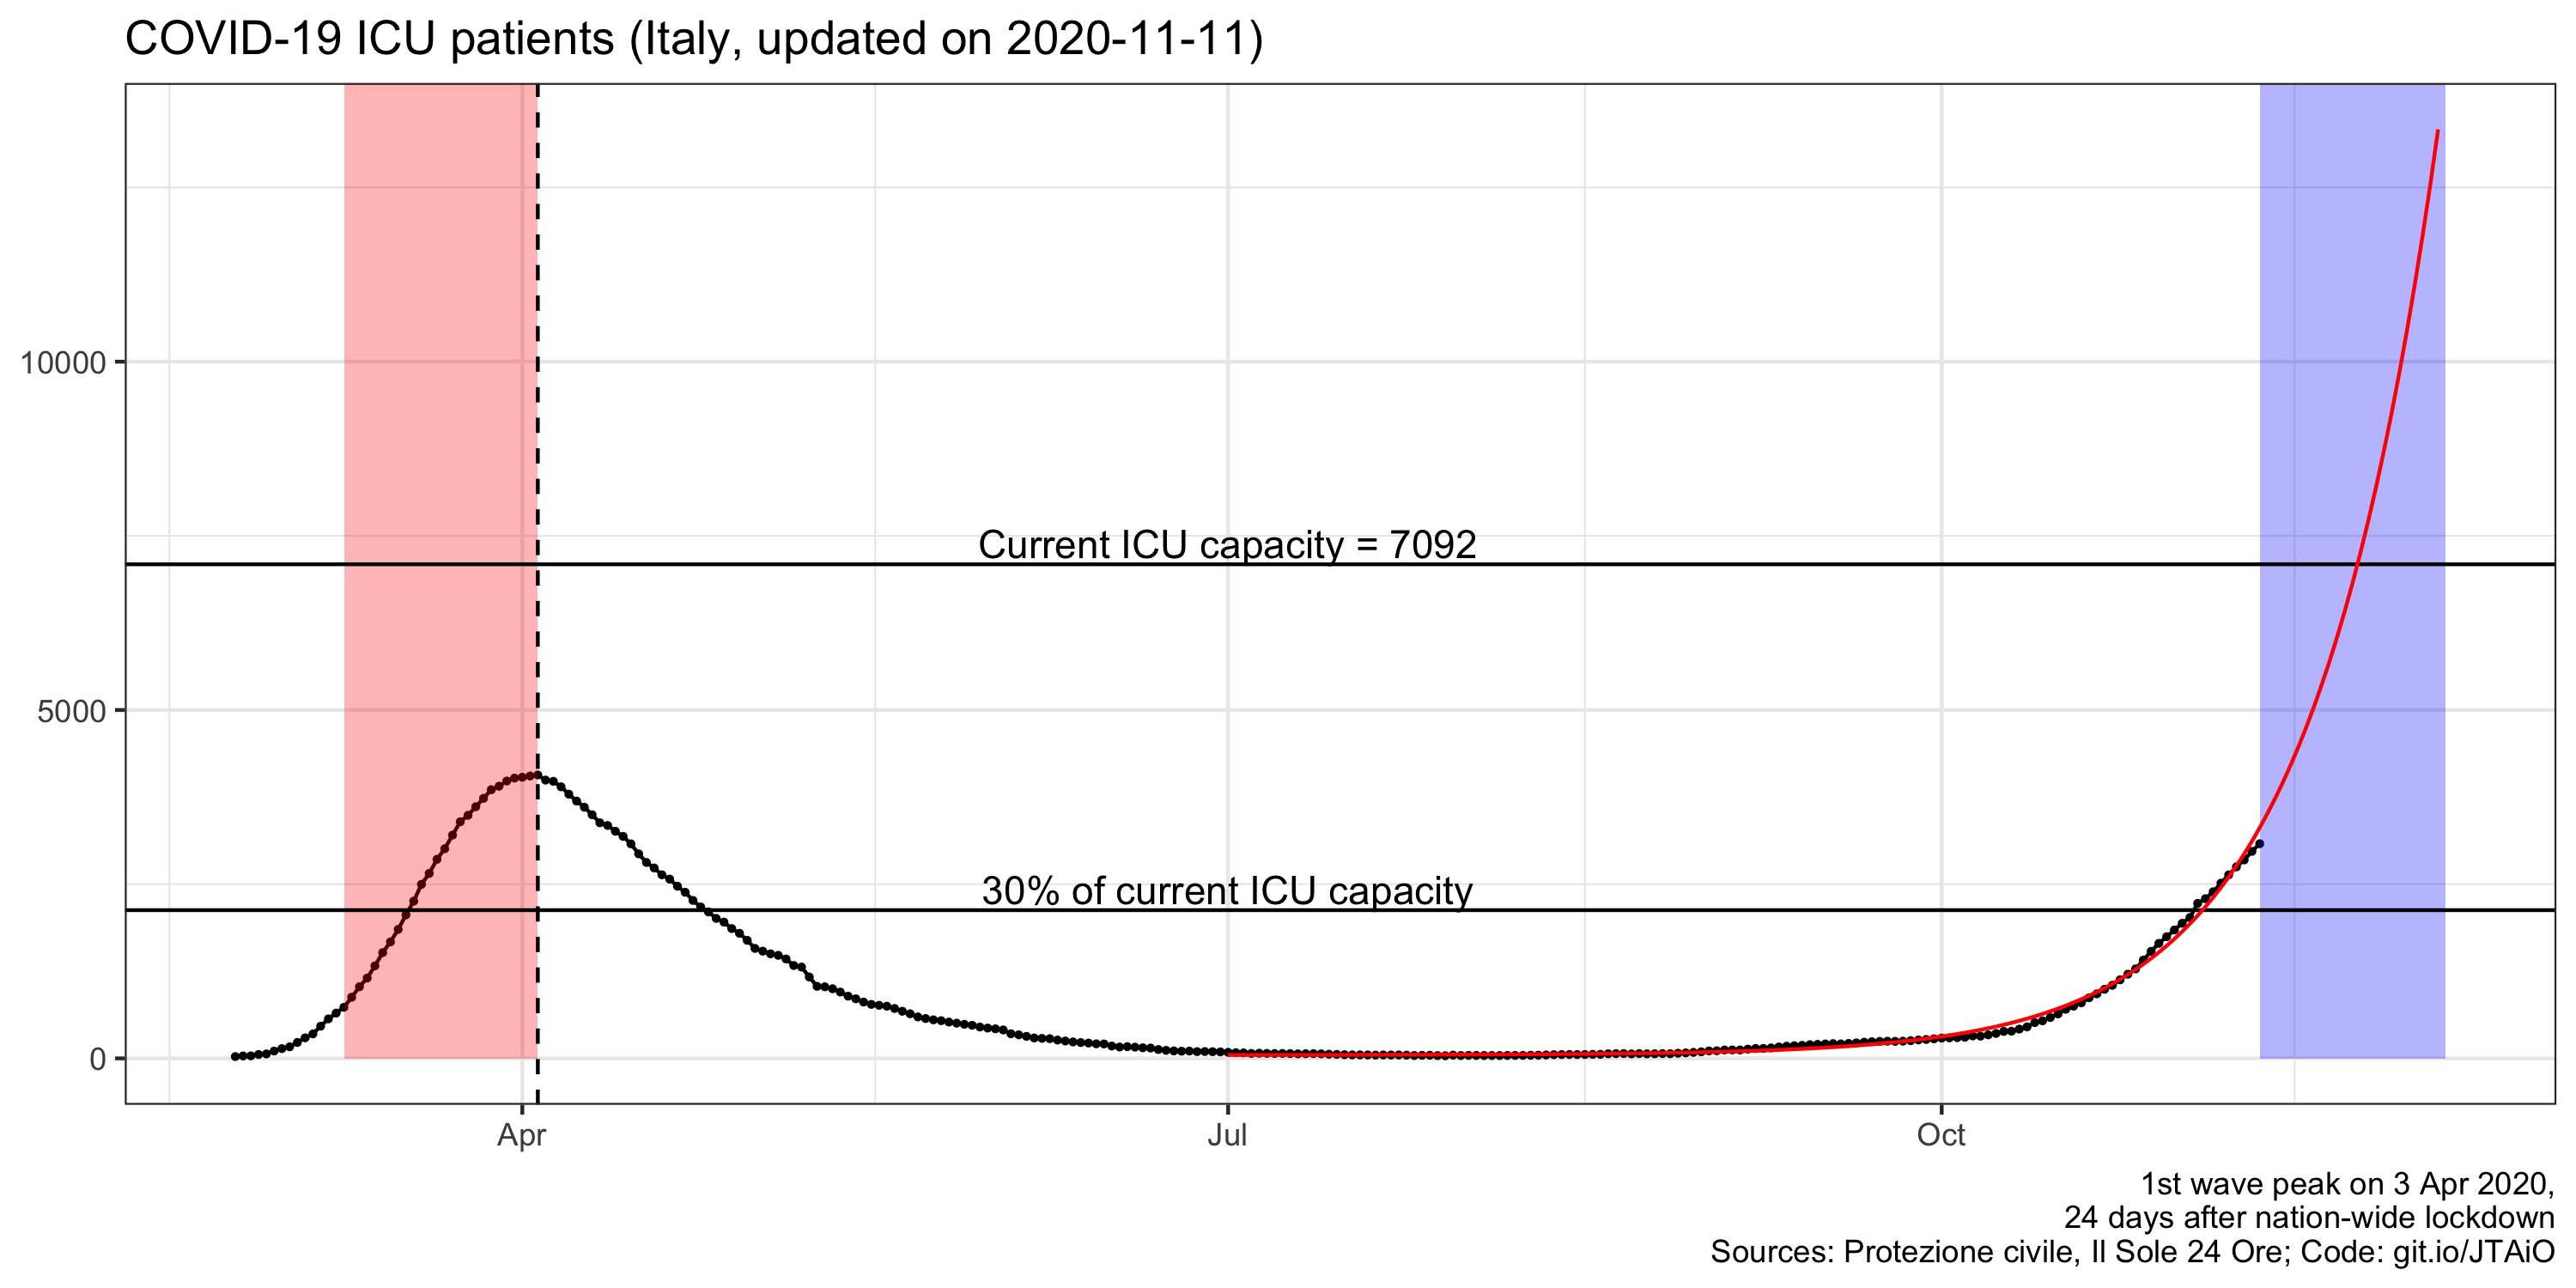 COVID-19 ICU patients (Italy, updated on 2020-11-11)
10000
Current ICU capacity = 7092
5000
30% of current ICU capacity
0
Apr Jul Oct
1st wave peak on 3 Apr 2020,
24 days after nation-wide lockdown
Sources: Protezione civile, Il Sole 24 Ore; Code: git.io/JTAiO